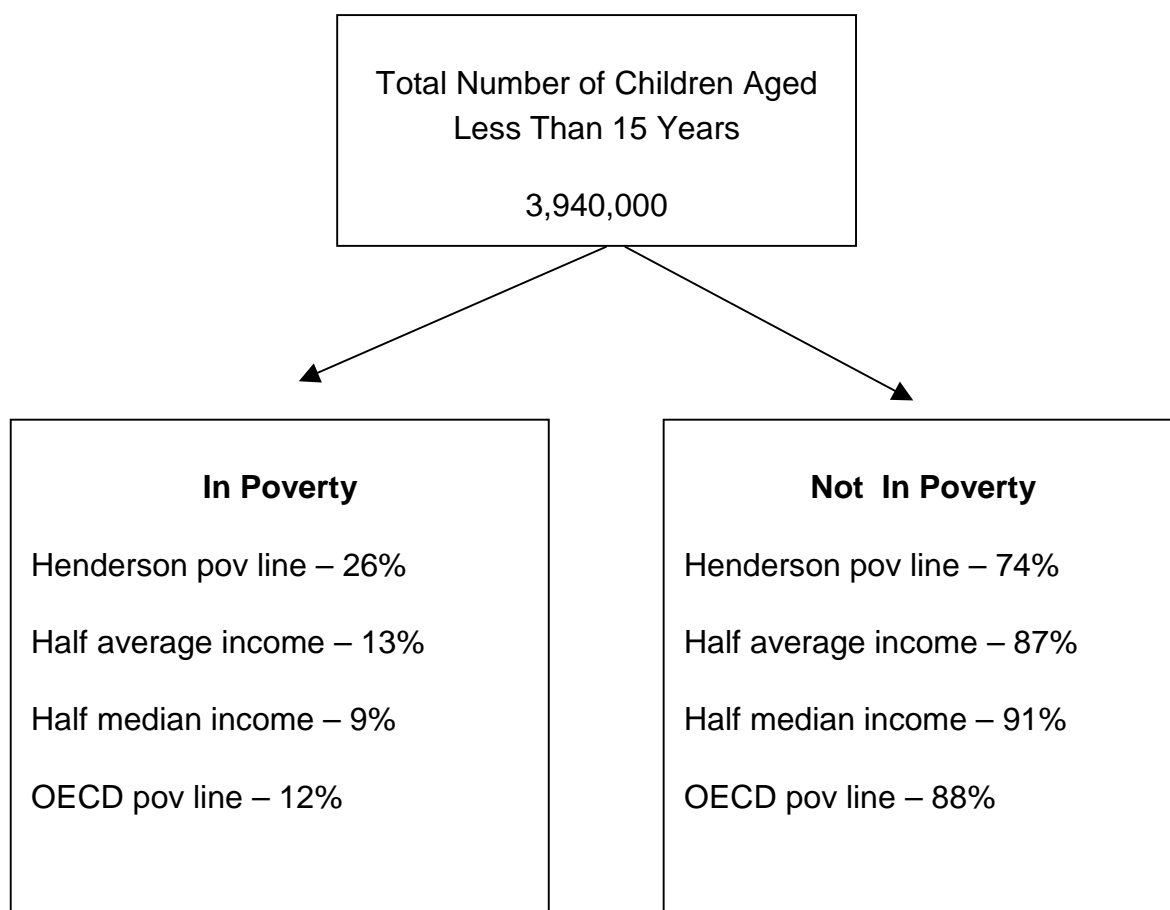 Total Number of Children Aged
Less Than 15 Years
3,940,000
In Poverty
Henderson pov line – 26%
Half average income – 13%
Half median income – 9%
OECD pov line – 12%
Not In Poverty
Henderson pov line – 74%
Half average income – 87%
Half median income – 91%
OECD pov line – 88%